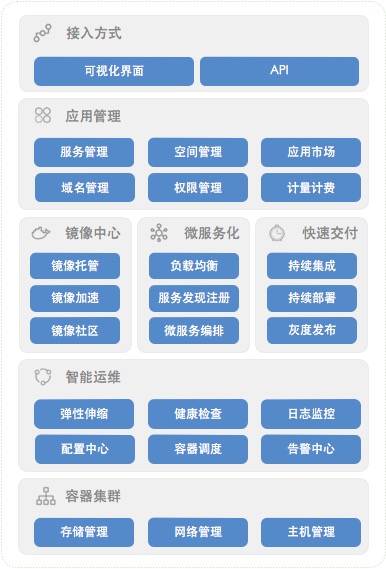 接入方式
可视化界面 API
应用管理
服务管理 空间管理 应用市场
域名管理 权限管理 计量计费
镜像中心 微服务化 快速交付
镜像托管 负载均衡 持续集成
镜像加速 服务发现注册 持续部署
镜像社区 微服务编排 灰度发布
智能运维
弹性伸缩 健康检查 日志监控
配置中心 容器调度 告警中心
容器集群
存储管理 网络管理 主机管理